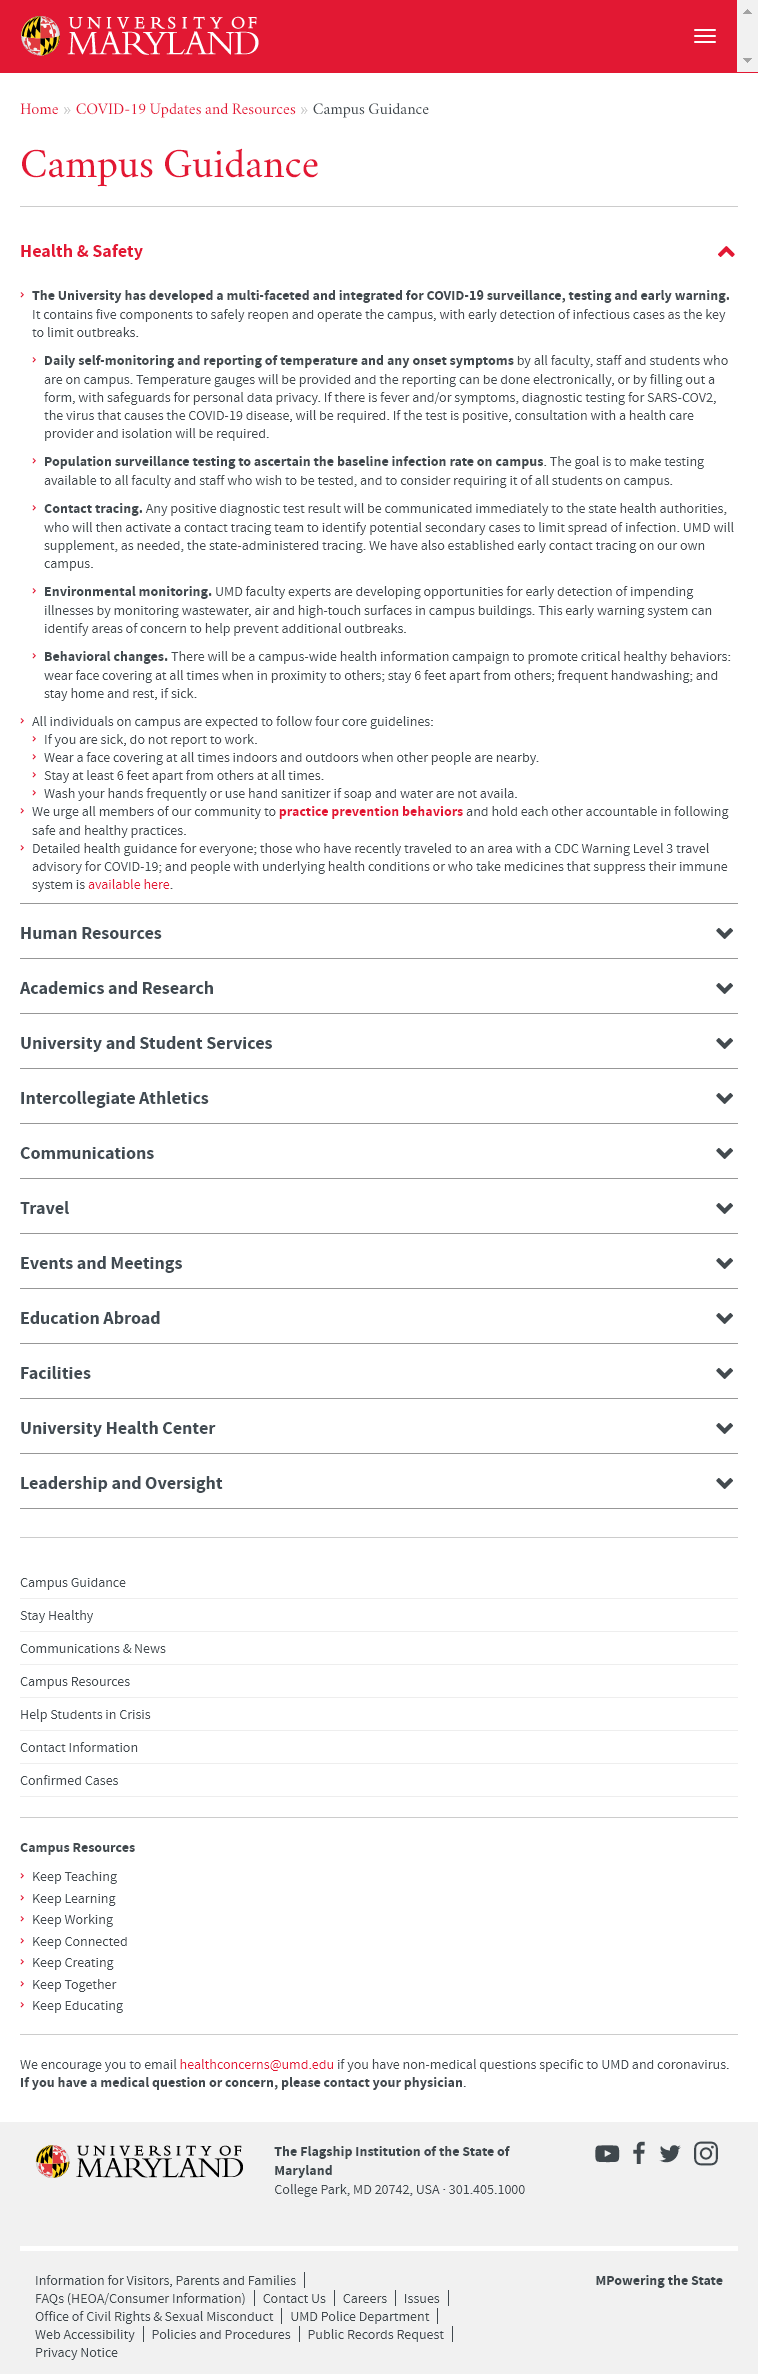 UNIVERSITY OF
MARYLAND
Home » COVID-19 Updates and Resources » Campus Guidance
Campus Guidance
Health & Safety
› The University has developed a multi-faceted and integrated for COVID-19 surveillance, testing and early warning.
It contains five components to safely reopen and operate the campus, with early detection of infectious cases as the key
to limit outbreaks.
› Daily self-monitoring and reporting of temperature and any onset symptoms by all faculty, staff and students who
are on campus. Temperature gauges will be provided and the reporting can be done electronically, or by filling out a
form, with safeguards for personal data privacy. If there is fever and/or symptoms, diagnostic testing for SARS-COV2,
the virus that causes the COVID-19 disease, will be required. If the test is positive, consultation with a health care
provider and isolation will be required.
› Population surveillance testing to ascertain the baseline infection rate on campus. The goal is to make testing
available to all faculty and staff who wish to be tested, and to consider requiring it of all students on campus.
› Contact tracing. Any positive diagnostic test result will be communicated immediately to the state health authorities,
who will then activate a contact tracing team to identify potential secondary cases to limit spread of infection. UMD will
supplement, as needed, the state-administered tracing. We have also established early contact tracing on our own
campus.
› Environmental monitoring. UMD faculty experts are developing opportunities for early detection of impending
illnesses by monitoring wastewater, air and high-touch surfaces in campus buildings. This early warning system can
identify areas of concern to help prevent additional outbreaks.
› Behavioral changes. There will be a campus-wide health information campaign to promote critical healthy behaviors:
wear face covering at all times when in proximity to others; stay 6 feet apart from others; frequent handwashing; and
stay home and rest, if sick.
› All individuals on campus are expected to follow four core guidelines:
› If you are sick, do not report to work.
› Wear a face covering at all times indoors and outdoors when other people are nearby.
› Stay at least 6 feet apart from others at all times.
› Wash your hands frequently or use hand sanitizer if soap and water are not availa.
› We urge all members of our community to practice prevention behaviors and hold each other accountable in following
safe and healthy practices.
› Detailed health guidance for everyone; those who have recently traveled to an area with a CDC Warning Level 3 travel
advisory for COVID-19; and people with underlying health conditions or who take medicines that suppress their immune
system is available here.
Human Resources
Academics and Research
University and Student Services
Intercollegiate Athletics
Communications
Travel
Events and Meetings
Education Abroad
Facilities
University Health Center
Leadership and Oversight
Campus Guidance
Stay Healthy
Communications & News
Campus Resources
Help Students in Crisis
Contact Information
Confirmed Cases
Campus Resources
› Keep Teaching
› Keep Learning
› Keep Working
› Keep Connected
› Keep Creating
› Keep Together
› Keep Educating
We encourage you to email healthconcerns@umd.edu if you have non-medical questions specific to UMD and coronavirus.
If you have a medical question or concern, please contact your physician.
UNIVERSITY OF
MARYLAND
The Flagship Institution of the State of
Maryland
College Park, MD 20742, USA · 301.405.1000
Information for Visitors, Parents and Families |
FAQs (HEOA/Consumer Information) | Contact Us | Careers | Issues |
Office of Civil Rights & Sexual Misconduct | UMD Police Department |
Web Accessibility | Policies and Procedures | Public Records Request |
Privacy Notice
MPowering the State